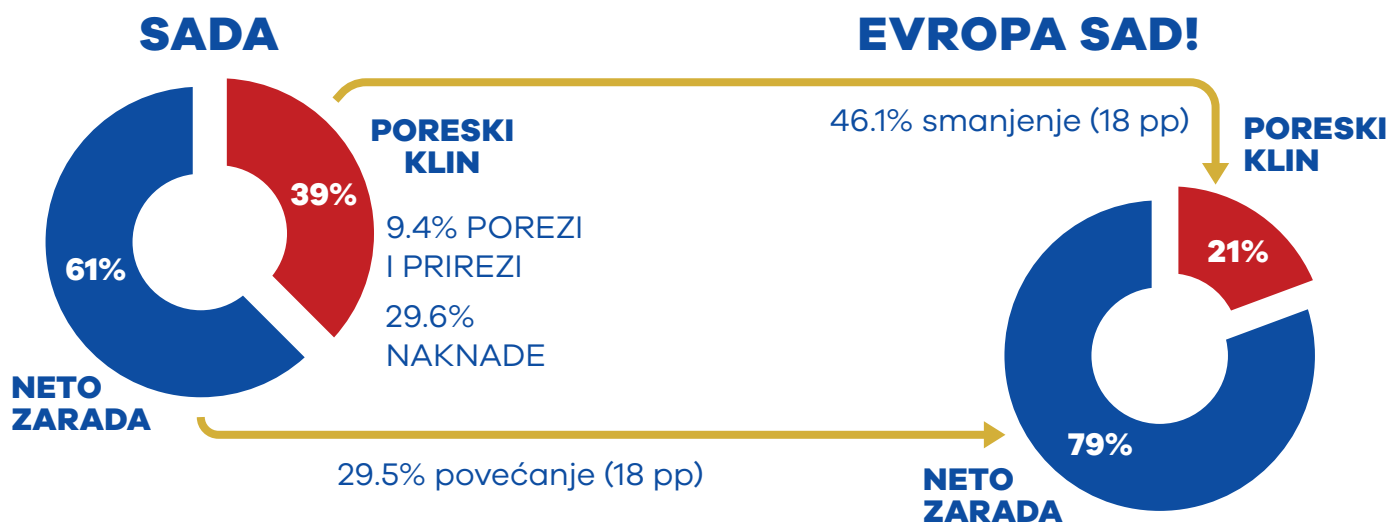 SADA
EVROPA SAD!
PORESKI
KLIN
39%
9.4% POREZI
I PRIREZI
29.6%
NAKNADE
61%
NETO
ZARADA
46.1% smanjenje (18 pp)
29.5% povećanje (18 pp)
PORESKI
KLIN
21%
79%
NETO
ZARADA